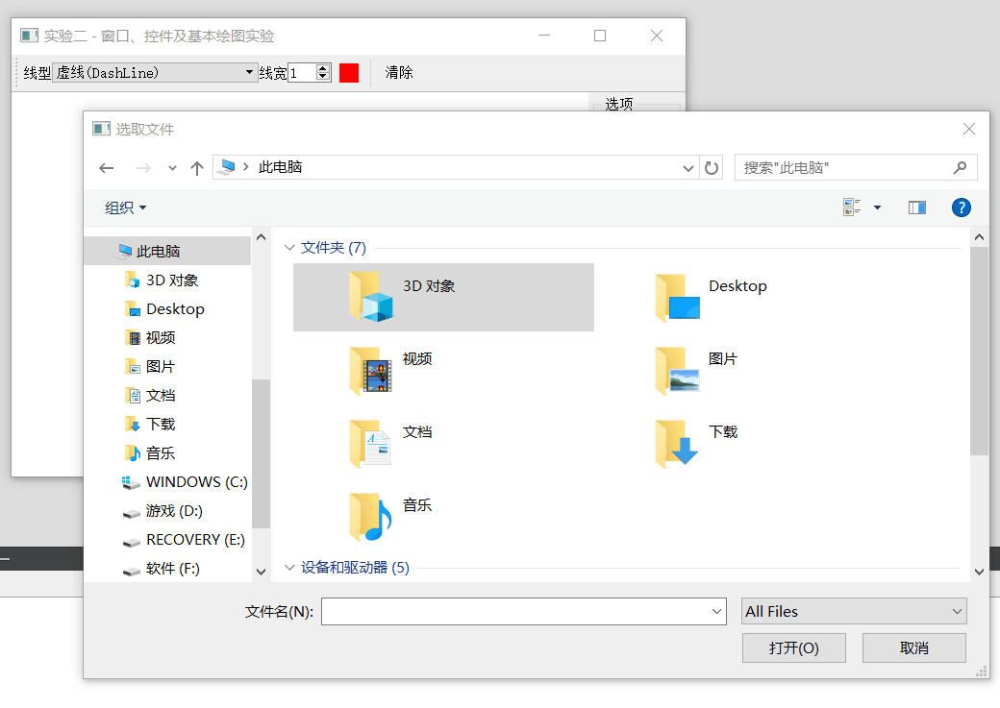 实验二 - 窗口、控件及基本绘图实验
线型 虚线(DashLine) 线宽 1 清除
选项
选取文件
此电脑 搜索"此电脑"
组织
此电脑
3D 对象
Desktop
视频
图片
文档
下载
音乐
WINDOWS (C:)
游戏 (D:)
RECOVERY (E:)
软件 (F:)
文件夹 (7)
3D 对象 Desktop
视频 图片
文档 下载
音乐
设备和驱动器 (5)
文件名(N): All Files
打开(O) 取消